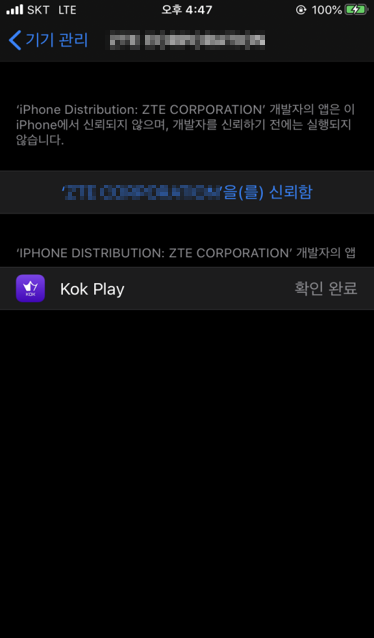 SKT LTE 오후 4:47 100%
기기 관리
'iPhone Distribution: ZTE CORPORATION' 개발자의 앱은 이
iPhone에서 신뢰되지 않으며, 개발자를 신뢰하기 전에는 실행되지
않습니다.
'을(를) 신뢰함
'IPHONE DISTRIBUTION: ZTE CORPORATION' 개발자의 앱
KOK
Kok Play 확인 완료